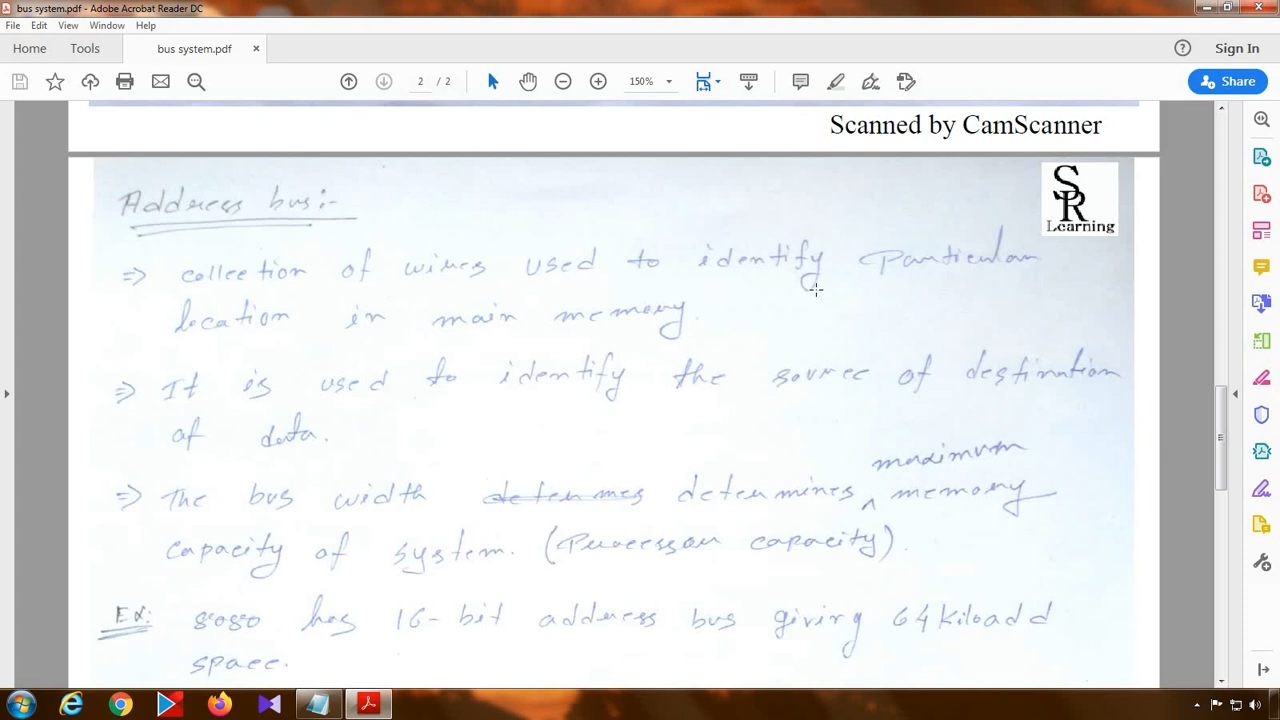 bus system.pdf - Adobe Acrobat Reader DC
File Edit View Window Help
Home Tools bus system.pdf × Sign In
2 / 2 150% Share
Scanned by CamScanner
SR
Learning
Address bus:-
⇒ collection of wires used to identify particular
location in main memory.
⇒ It is used to identify the source of destination
of data.
maximum
⇒ The bus width determines ^ memory
capacity of system. (Processor capacity).
Ex: 8080 has 16-bit address bus giving 64 kiloadd
space.